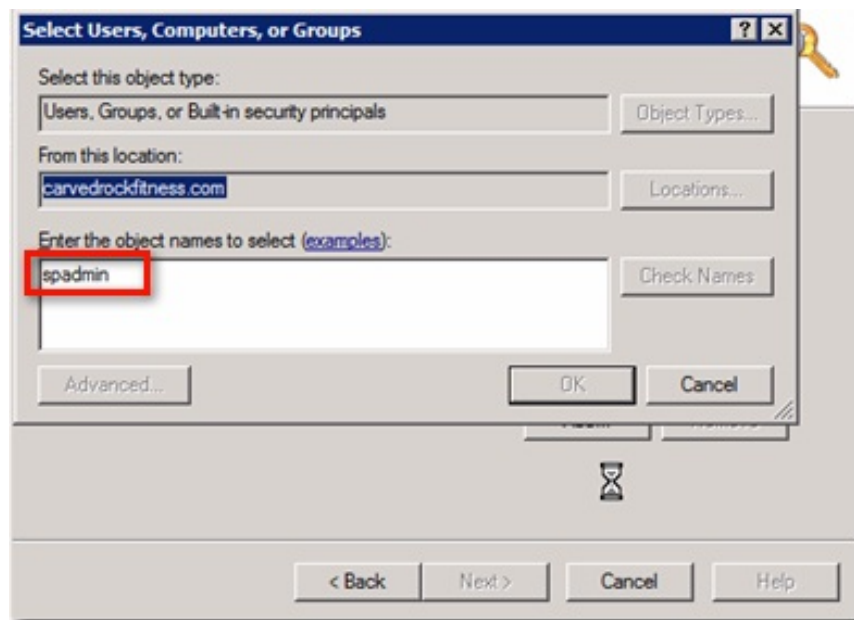 Select Users, Computers, or Groups
Select this object type:
Users, Groups, or Built-in security principals
Object Types...
From this location:
carvedrockfitness.com
Locations...
Enter the object names to select (examples):
spadmin
Check Names
Advanced...
OK
Cancel
< Back
Next >
Cancel
Help